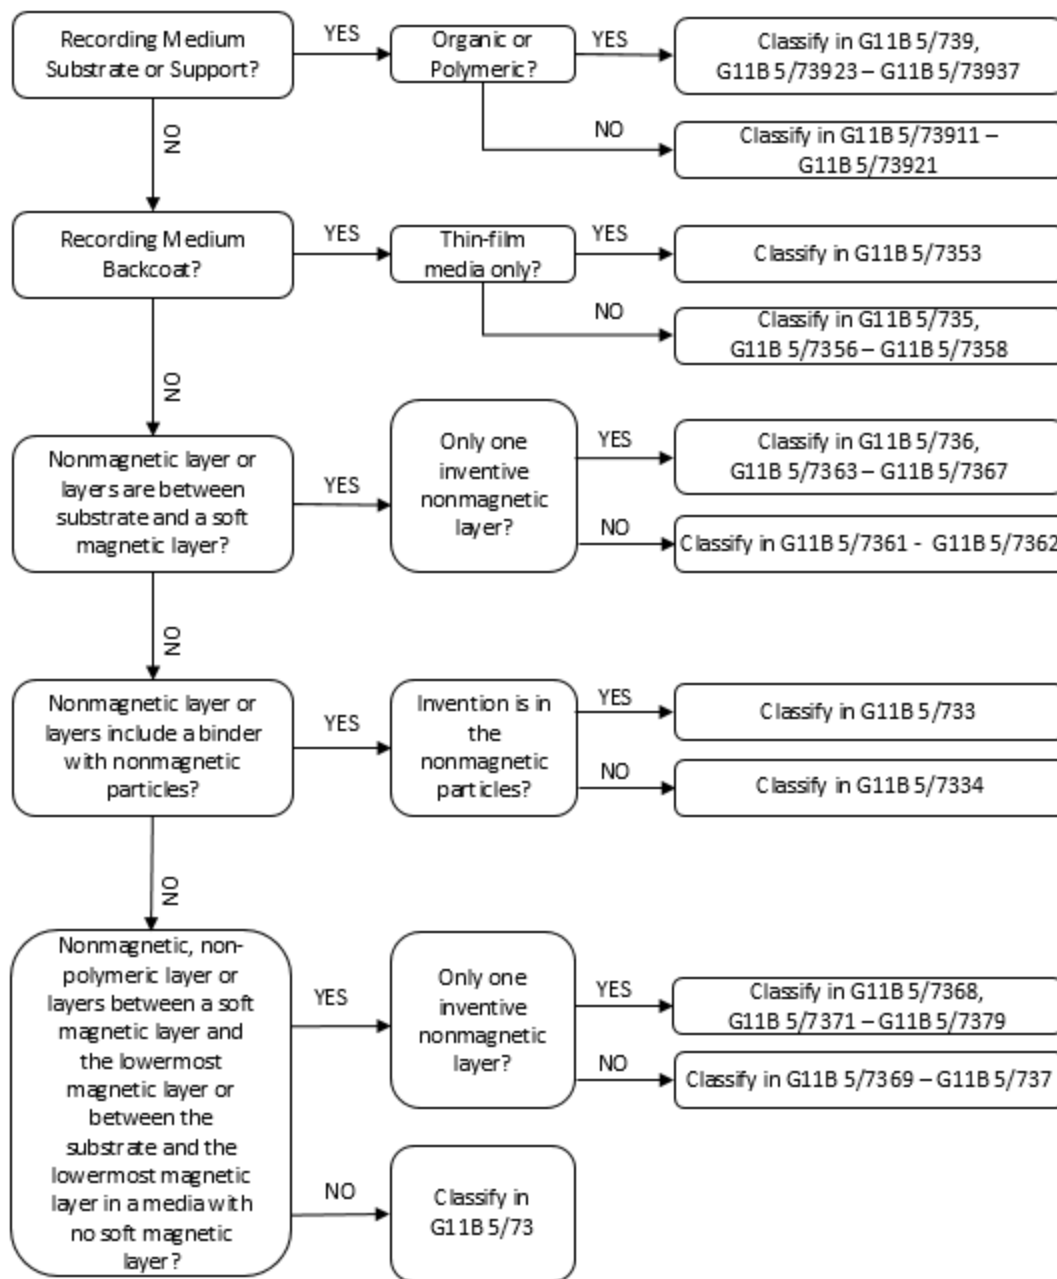 Recording Medium
Substrate or Support?
YES
Organic or
Polymeric?
YES
Classify in G11B 5/739,
G11B 5/73923 – G11B 5/73937
NO
Classify in G11B 5/73911 –
G11B 5/73921
NO
Recording Medium
Backcoat?
YES
Thin-film
media only?
YES
Classify in G11B 5/7353
NO
Classify in G11B 5/735,
G11B 5/7356 – G11B 5/7358
NO
Nonmagnetic layer or
layers are between
substrate and a soft
magnetic layer?
YES
Only one
inventive
nonmagnetic
layer?
YES
Classify in G11B 5/736,
G11B 5/7363 – G11B 5/7367
NO
Classify in G11B 5/7361 - G11B 5/7362
NO
Nonmagnetic layer or
layers include a binder
with nonmagnetic
particles?
YES
Invention is in
the
nonmagnetic
particles?
YES
Classify in G11B 5/733
NO
Classify in G11B 5/7334
NO
Nonmagnetic, non-
polymeric layer or
layers between a soft
magnetic layer and
the lowermost
magnetic layer or
between the
substrate and the
lowermost magnetic
layer in a media with
no soft magnetic
layer?
YES
Only one
inventive
nonmagnetic
layer?
YES
Classify in G11B 5/7368,
G11B 5/7371 – G11B 5/7379
NO
Classify in G11B 5/7369 – G11B 5/737
NO
Classify in
G11B 5/73